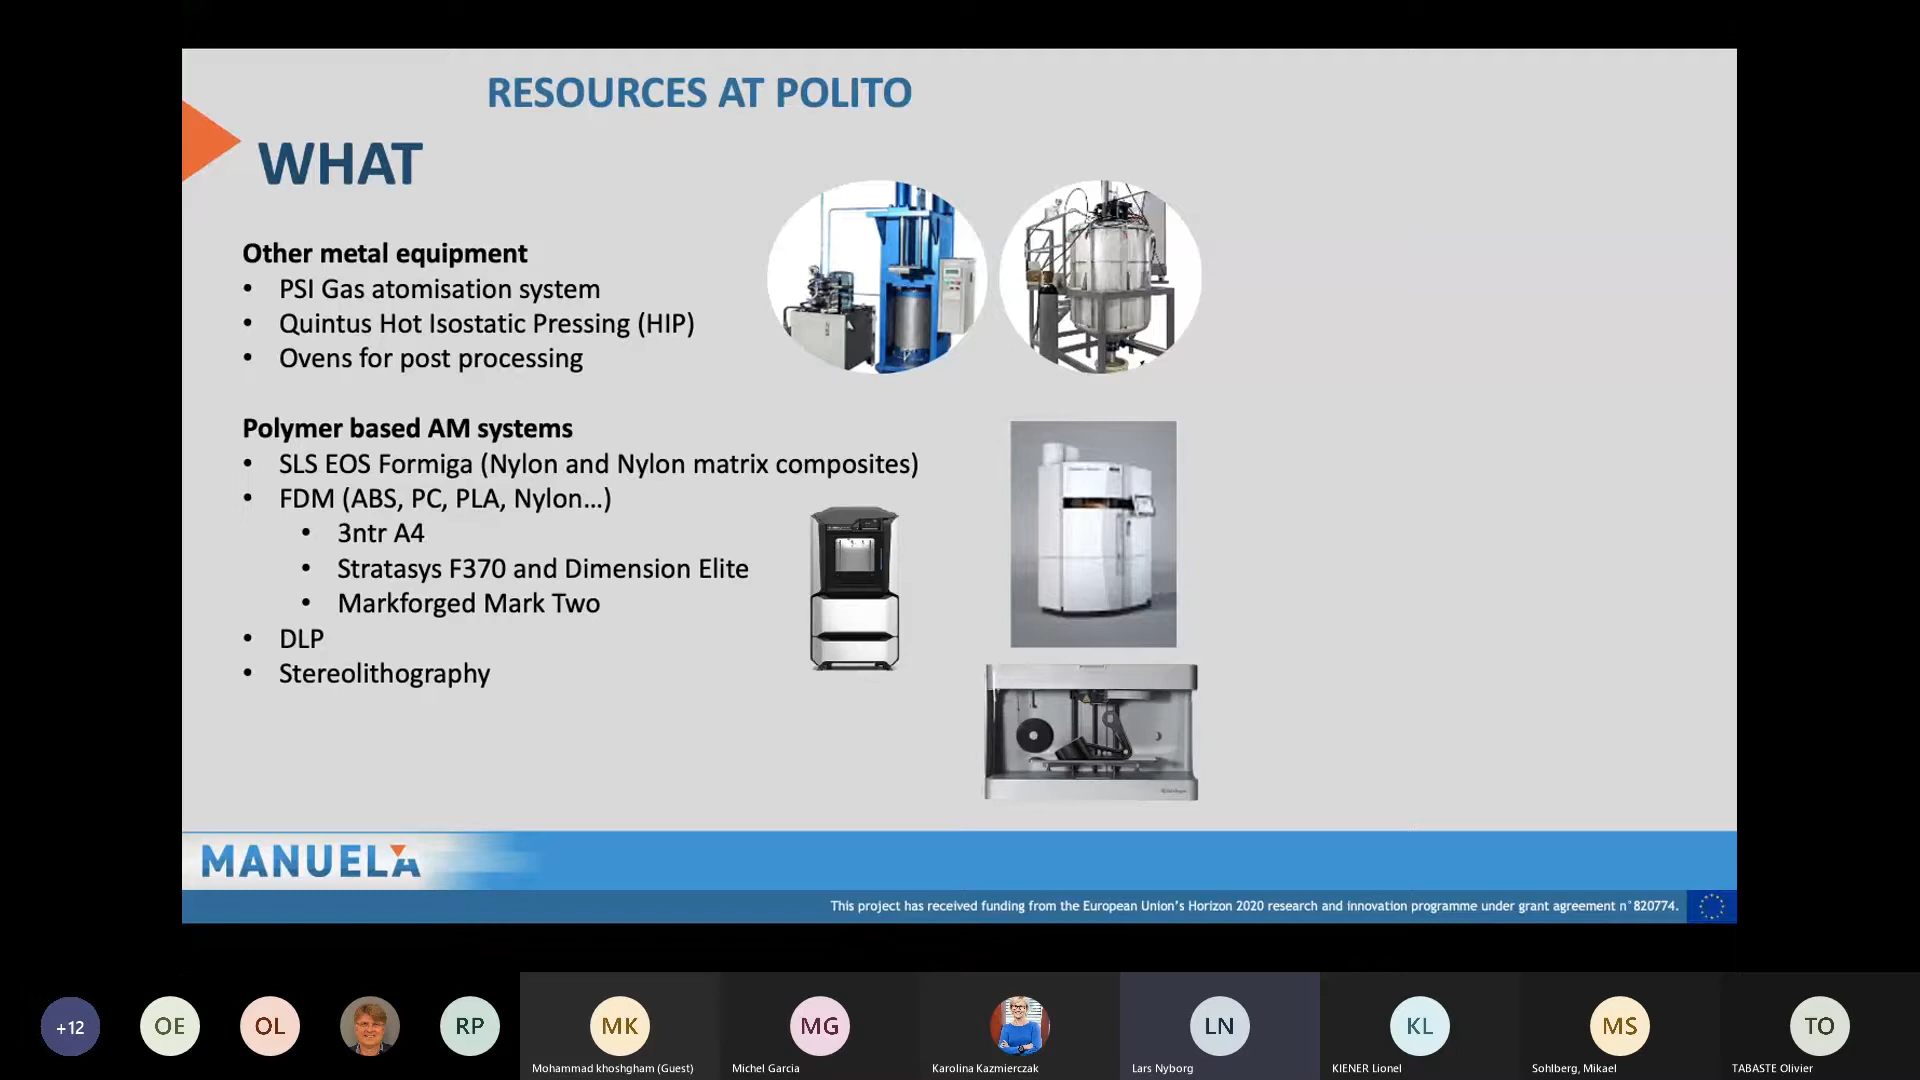 RESOURCES AT POLITO
WHAT
Other metal equipment
• PSI Gas atomisation system
• Quintus Hot Isostatic Pressing (HIP)
• Ovens for post processing
Polymer based AM systems
• SLS EOS Formiga (Nylon and Nylon matrix composites)
• FDM (ABS, PC, PLA, Nylon...)
• 3ntr A4
• Stratasys F370 and Dimension Elite
• Markforged Mark Two
• DLP
• Stereolithography
MANUELA
This project has received funding from the European Union's Horizon 2020 research and innovation programme under grant agreement n°820774.
+12
OE
OL
RP
MK
MG
LN
KL
MS
TO
Mohammad khoshgham (Guest)
Michel Garcia
Karolina Kazmierczak
Lars Nyborg
KIENER Lionel
Sohlberg, Mikael
TABASTE Olivier